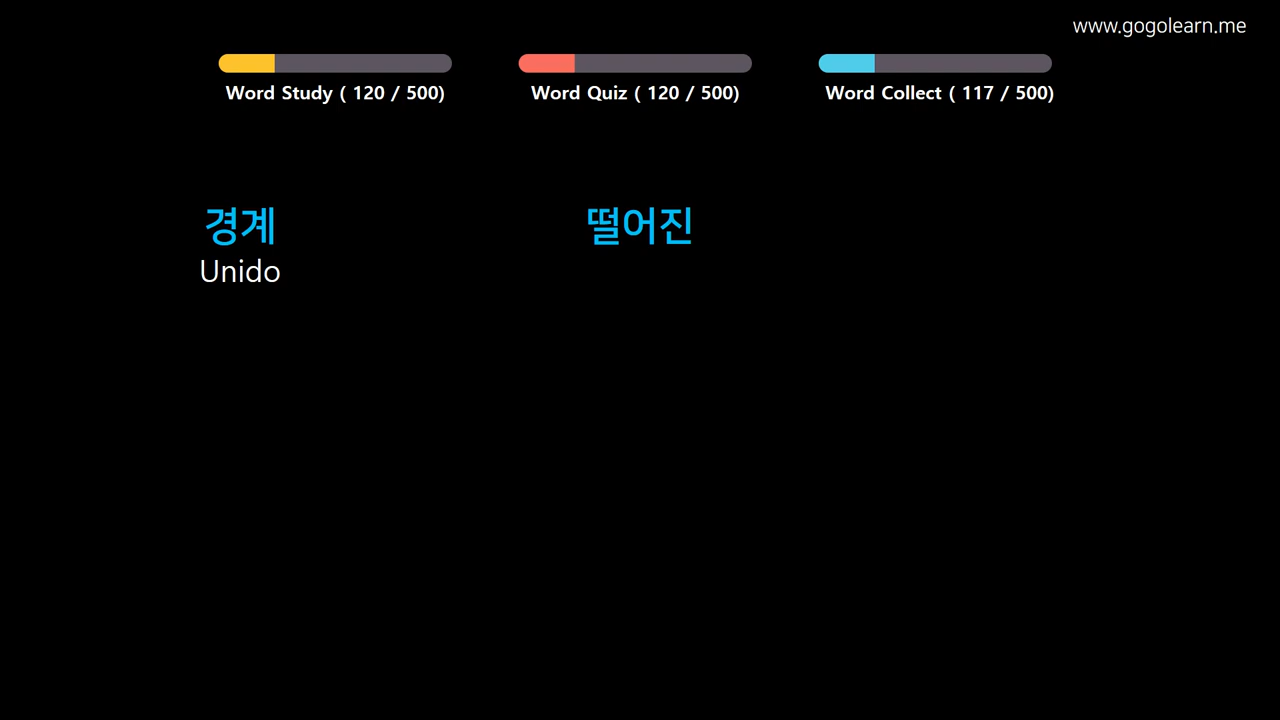 www.gogolearn.me
Word Study ( 120 / 500)
Word Quiz ( 120 / 500)
Word Collect ( 117 / 500)
경계
Unido
떨어진